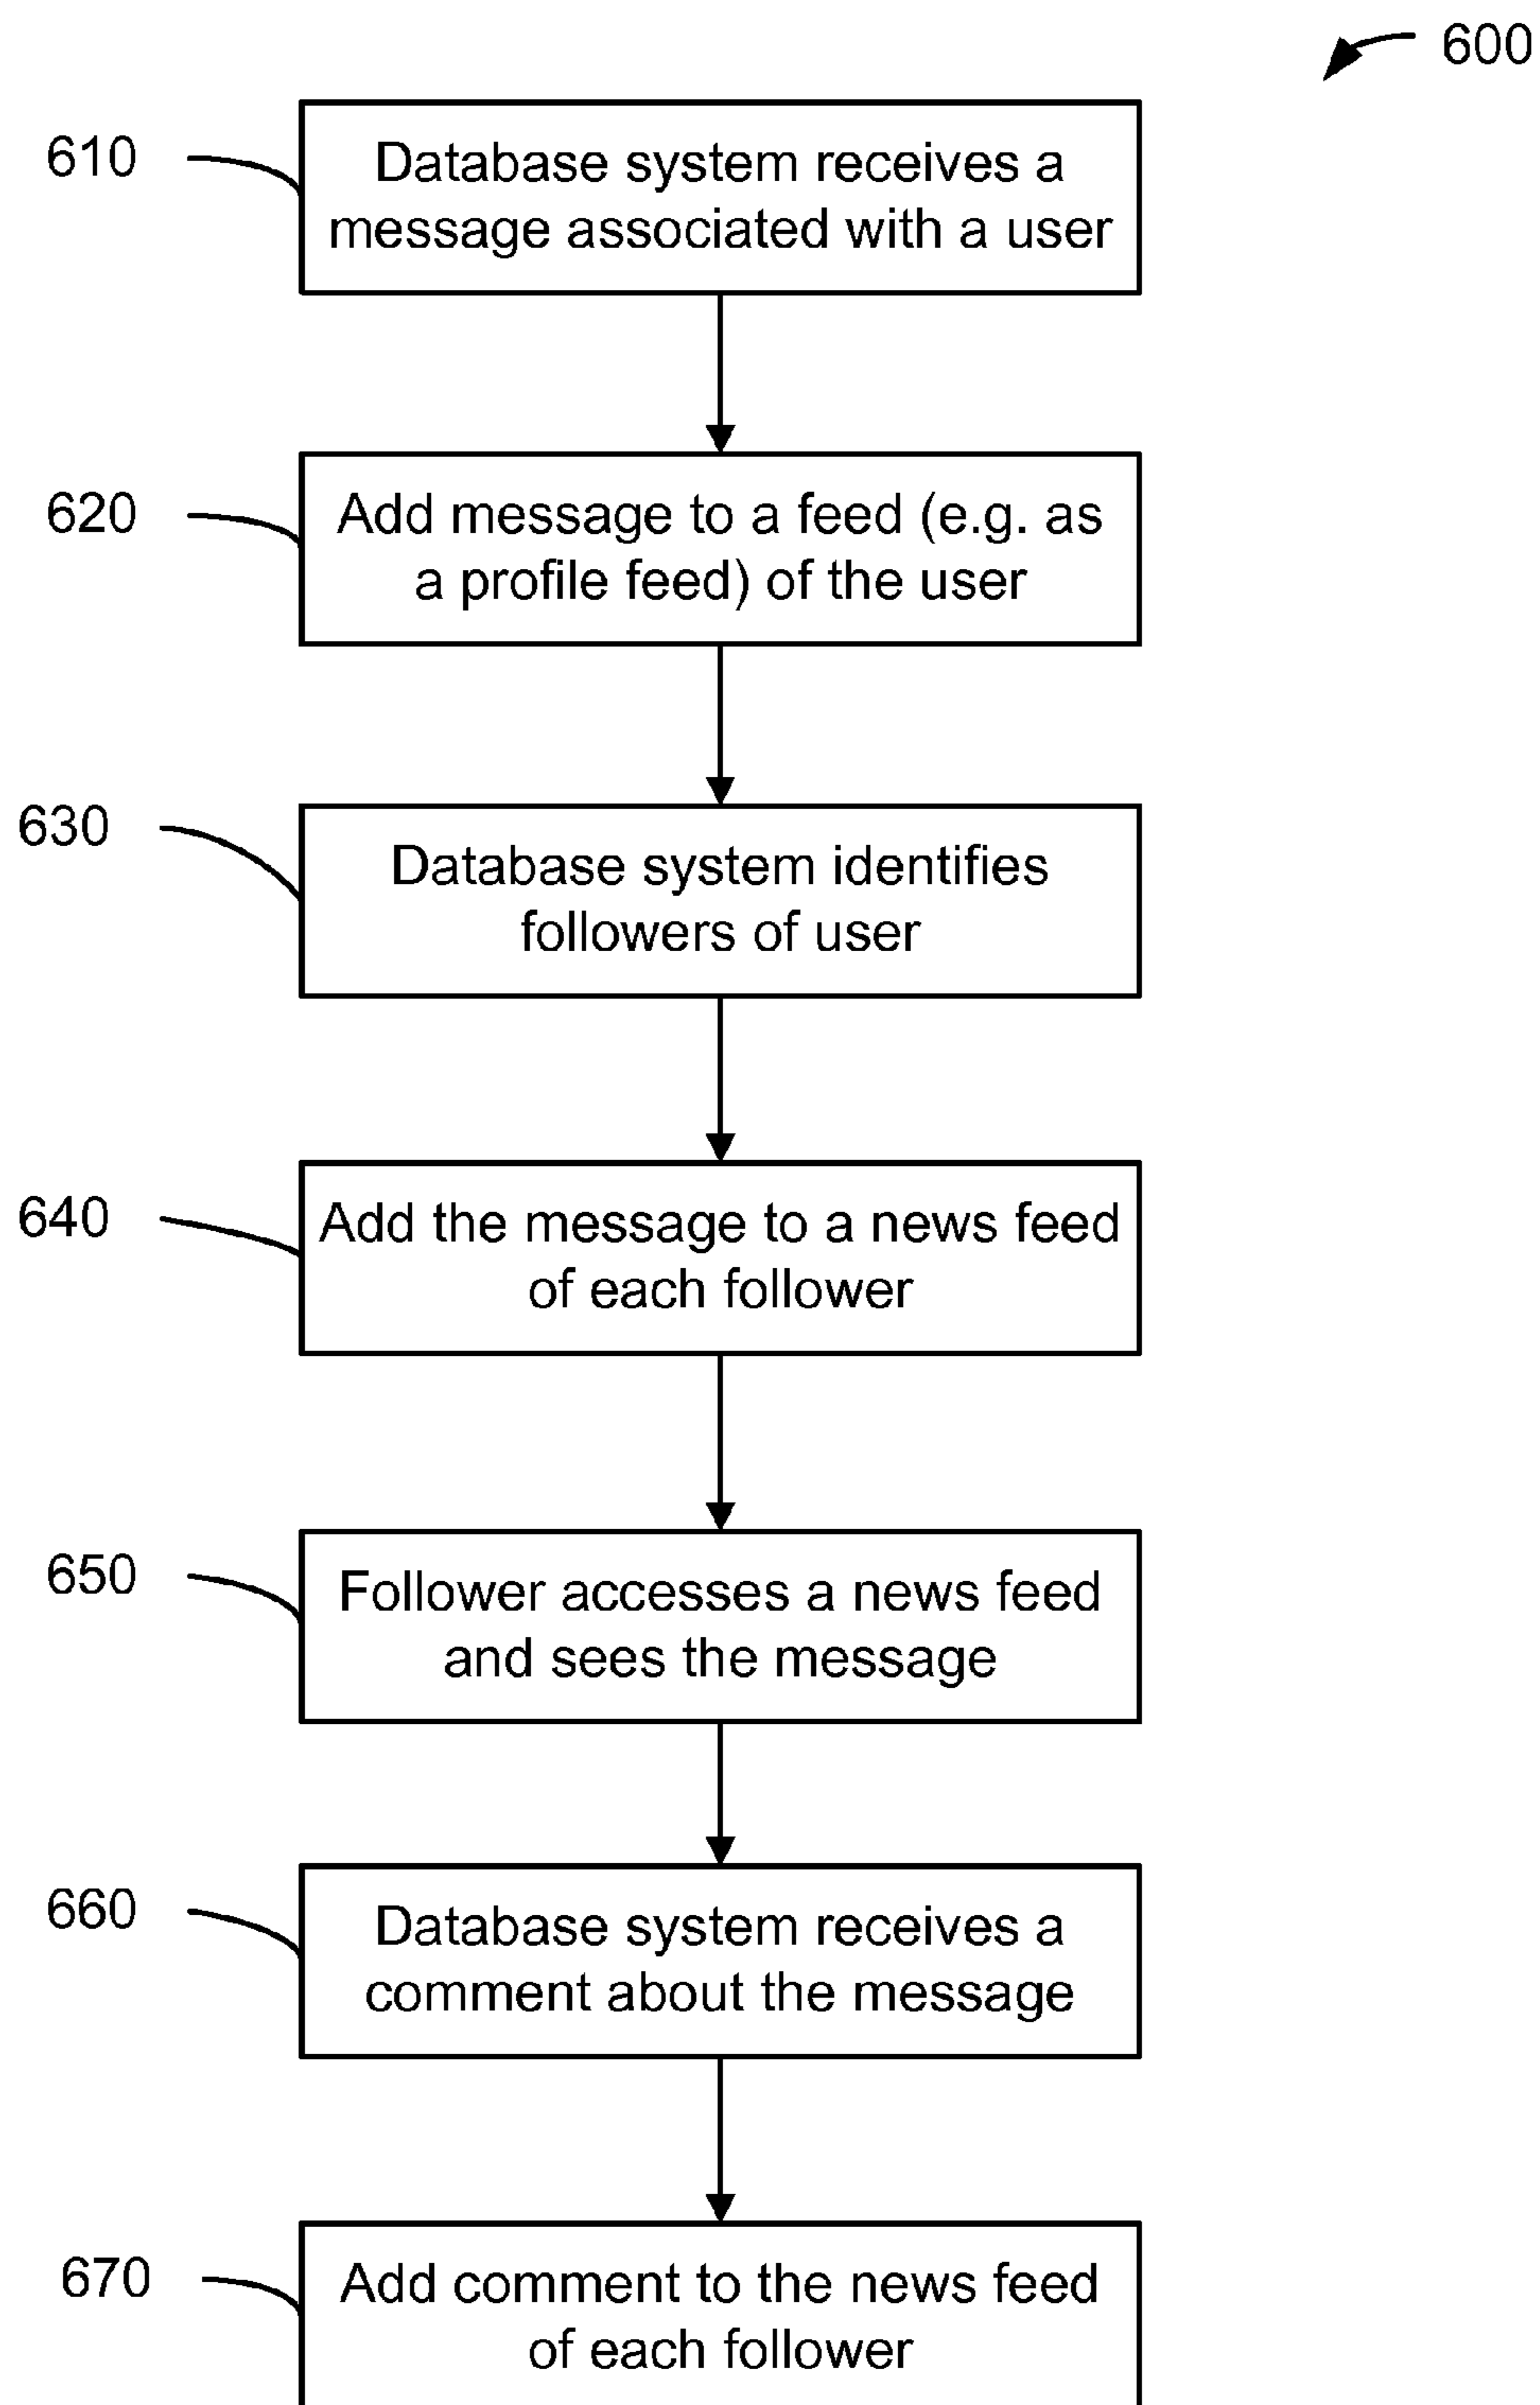 600
610
Database system receives a
message associated with a user
620
Add message to a feed (e.g. as
a profile feed) of the user
630
Database system identifies
followers of user
640
Add the message to a news feed
of each follower
650
Follower accesses a news feed
and sees the message
660
Database system receives a
comment about the message
670
Add comment to the news feed
of each follower